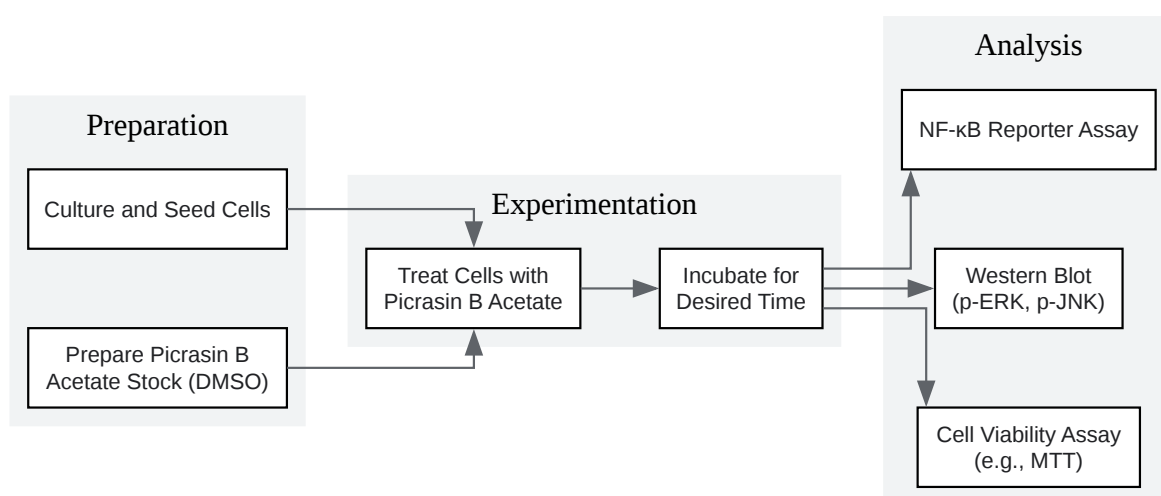 Preparation
Culture and Seed Cells
Prepare Picrasin B
Acetate Stock (DMSO)
Experimentation
Treat Cells with
Picrasin B Acetate
Incubate for
Desired Time
Analysis
NF-κB Reporter Assay
Western Blot
(p-ERK, p-JNK)
Cell Viability Assay
(e.g., MTT)